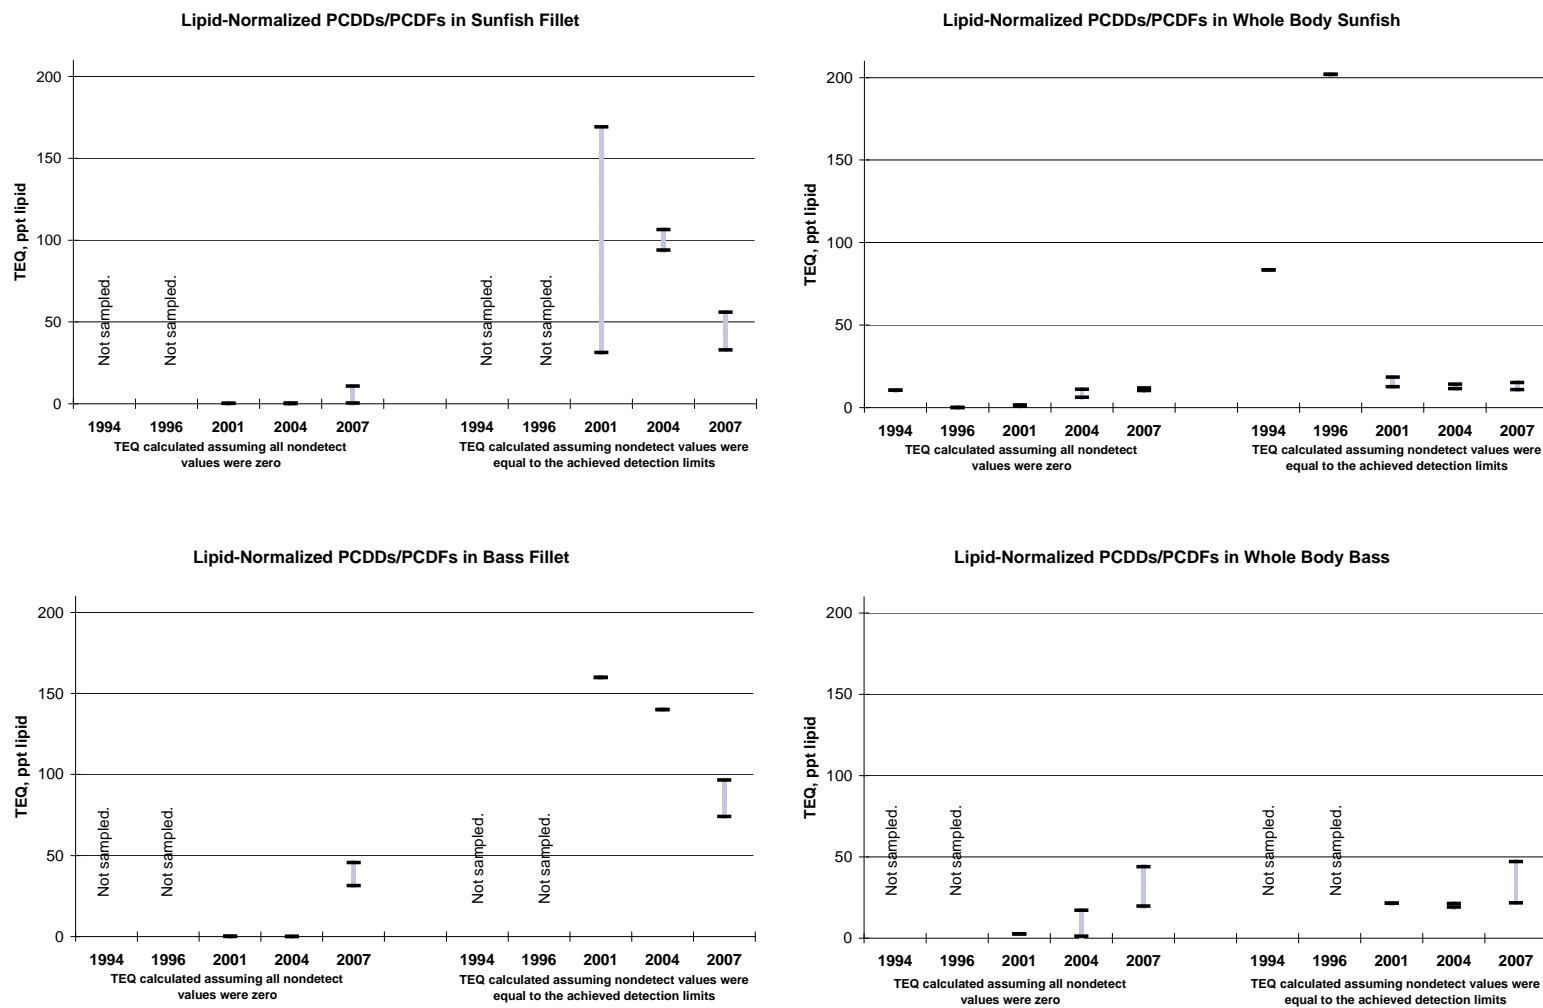 Lipid-Normalized PCDDs/PCDFs in Sunfish Fillet
200
150
100
50
0
TEQ, ppt lipid
Not sampled.
Not sampled.
Not sampled.
Not sampled.
1994 1996 2001 2004 2007 1994 1996 2001 2004 2007
TEQ calculated assuming all nondetect
values were zero
TEQ calculated assuming nondetect values were
equal to the achieved detection limits
Lipid-Normalized PCDDs/PCDFs in Whole Body Sunfish
200
150
100
50
0
TEQ, ppt lipid
1994 1996 2001 2004 2007 1994 1996 2001 2004 2007
TEQ calculated assuming all nondetect
values were zero
TEQ calculated assuming nondetect values were
equal to the achieved detection limits
Lipid-Normalized PCDDs/PCDFs in Bass Fillet
200
150
100
50
0
TEQ, ppt lipid
Not sampled.
Not sampled.
Not sampled.
Not sampled.
1994 1996 2001 2004 2007 1994 1996 2001 2004 2007
TEQ calculated assuming all nondetect
values were zero
TEQ calculated assuming nondetect values were
equal to the achieved detection limits
Lipid-Normalized PCDDs/PCDFs in Whole Body Bass
200
150
100
50
0
TEQ, ppt lipid
Not sampled.
Not sampled.
Not sampled.
Not sampled.
1994 1996 2001 2004 2007 1994 1996 2001 2004 2007
TEQ calculated assuming all nondetect
values were zero
TEQ calculated assuming nondetect values were
equal to the achieved detection limits